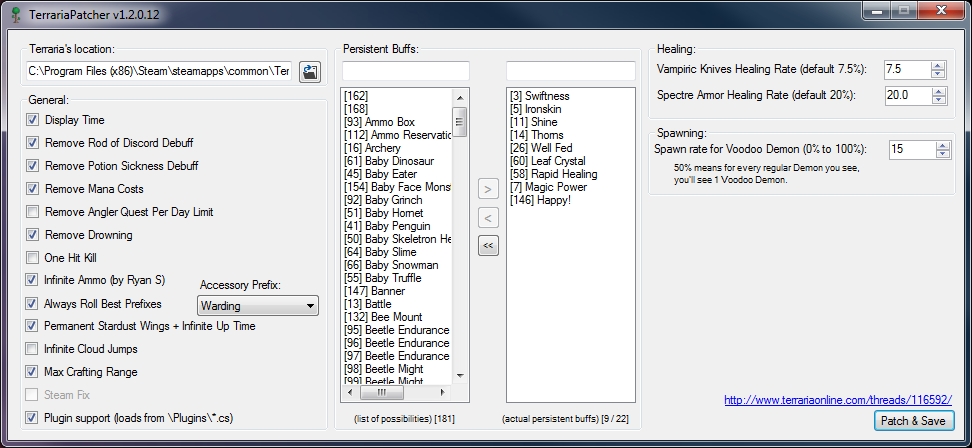 TerrariaPatcher v1.2.0.12
Terraria's location:
C:\Program Files (x86)\Steam\steamapps\common\Ter
General:
Display Time
Remove Rod of Discord Debuff
Remove Potion Sickness Debuff
Remove Mana Costs
Remove Angler Quest Per Day Limit
Remove Drowning
One Hit Kill
Infinite Ammo (by Ryan S)
Accessory Prefix:
Always Roll Best Prefixes
Warding
Permanent Stardust Wings + Infinite Up Time
Infinite Cloud Jumps
Max Crafting Range
Steam Fix
Plugin support (loads from \Plugins\*.cs)
Persistent Buffs:
[162]
[168]
[93] Ammo Box
[112] Ammo Reservatio
[16] Archery
[61] Baby Dinosaur
[45] Baby Eater
[154] Baby Face Mons
[92] Baby Grinch
[51] Baby Hornet
[41] Baby Penguin
[50] Baby Skeletron He
[64] Baby Slime
[66] Baby Snowman
[55] Baby Truffle
[147] Banner
[13] Battle
[132] Bee Mount
[95] Beetle Endurance
[96] Beetle Endurance
[97] Beetle Endurance
[98] Beetle Might
[99] Beetle Might
(list of possibilities) [181]
>
<
<<
[3] Swiftness
[5] Ironskin
[11] Shine
[14] Thorns
[26] Well Fed
[60] Leaf Crystal
[58] Rapid Healing
[7] Magic Power
[146] Happy!
(actual persistent buffs) [9 / 22]
Healing:
Vampiric Knives Healing Rate (default 7.5%): 7.5
Spectre Armor Healing Rate (default 20%): 20.0
Spawning:
Spawn rate for Voodoo Demon (0% to 100%): 15
50% means for every regular Demon you see,
you'll see 1 Voodoo Demon.
http://www.terrariaonline.com/threads/116592/
Patch & Save